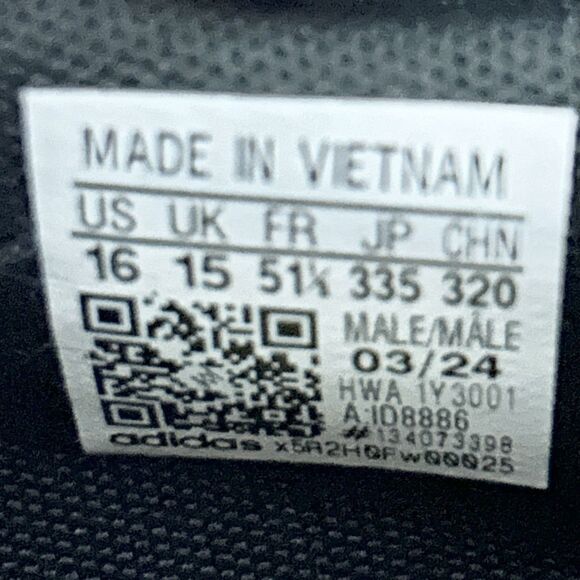 MADE IN VIETNAM
US UK FR JP CHN
16 15 51⅓ 335 320
MALE/MÂLE
03/24
HWA 1Y3001
A:ID8886
#134073398
adidas x5R2H0Fw00025